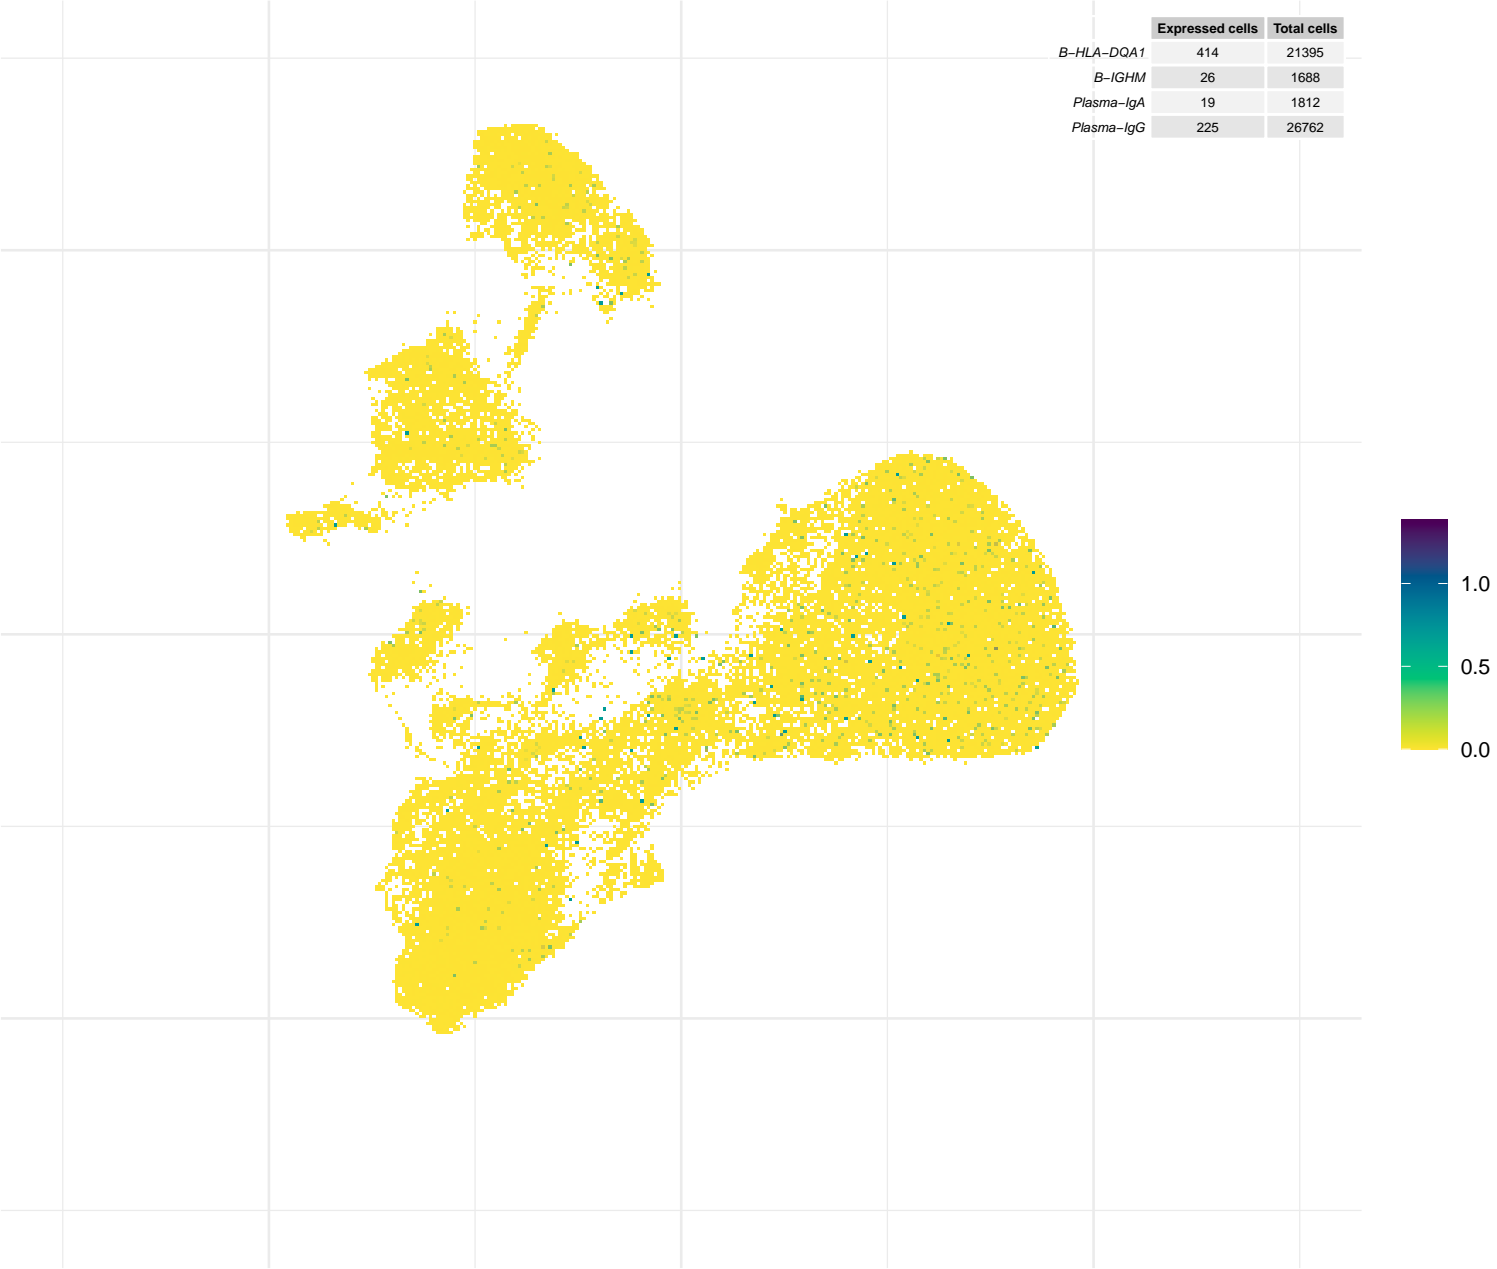 Expressed cells Total cells
B−HLA−DQA1 414 21395
B−IGHM 26 1688
Plasma−IgA 19 1812
Plasma−IgG 225 26762
1.0
0.5
0.0